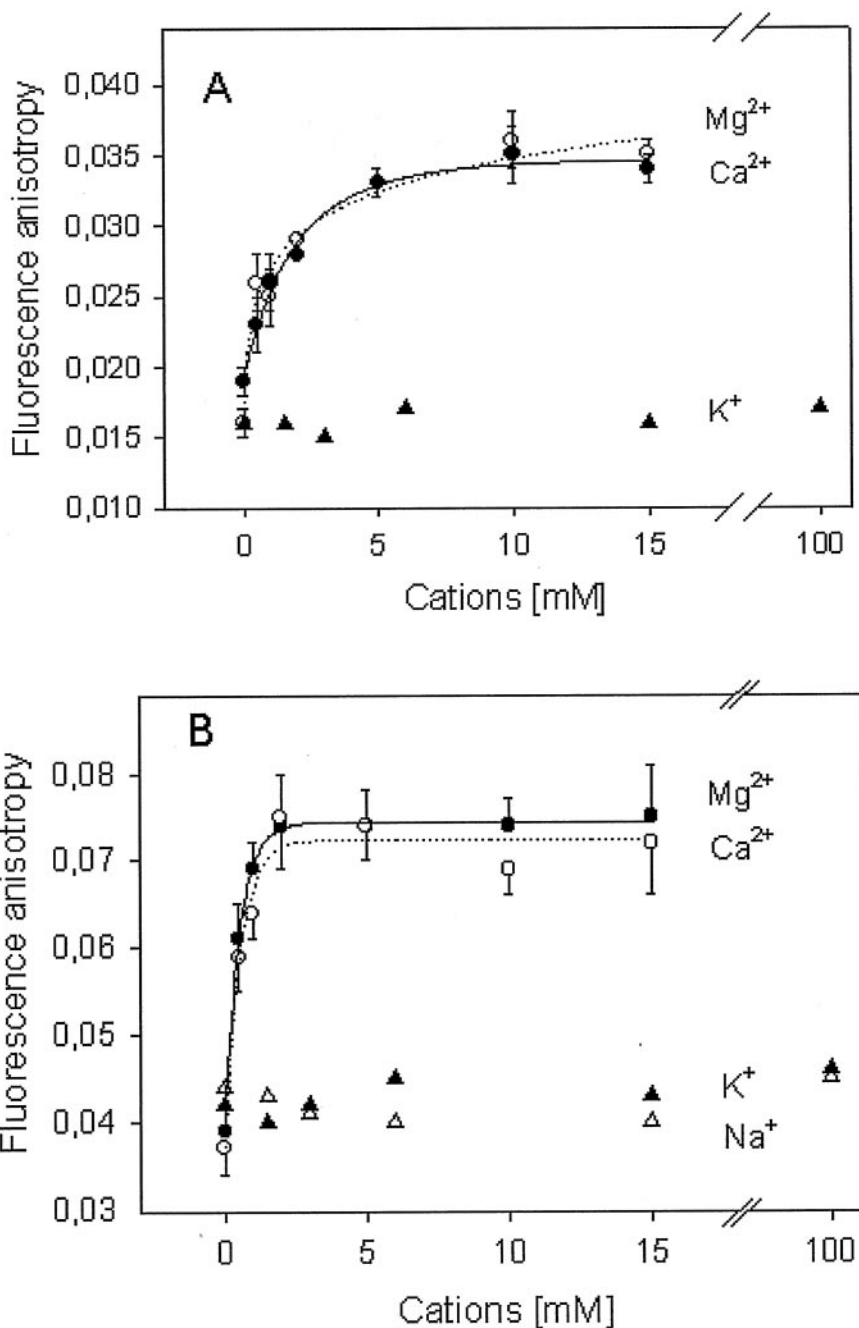 A
Fluorescence anisotropy
0,040
0,035
0,030
0,025
0,020
0,015
0,010
Mg²⁺
Ca²⁺
K⁺
0 5 10 15 100
Cations [mM]
B
Fluorescence anisotropy
0,08
0,07
0,06
0,05
0,04
0,03
Mg²⁺
Ca²⁺
K⁺
Na⁺
0 5 10 15 100
Cations [mM]